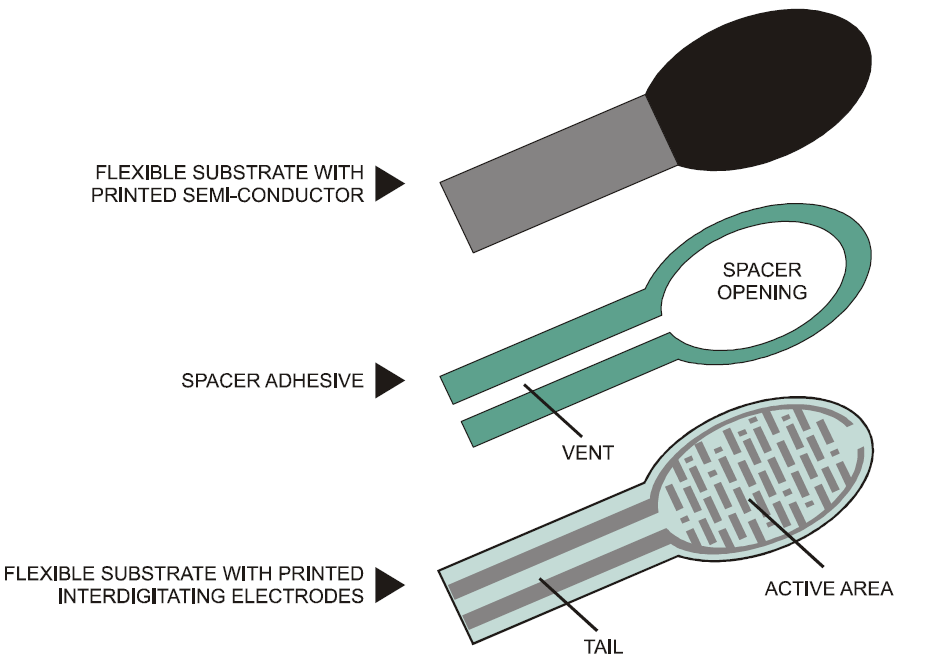 FLEXIBLE SUBSTRATE WITH
PRINTED SEMI-CONDUCTOR
SPACER
OPENING
SPACER ADHESIVE
VENT
FLEXIBLE SUBSTRATE WITH PRINTED
INTERDIGITATING ELECTRODES
ACTIVE AREA
TAIL